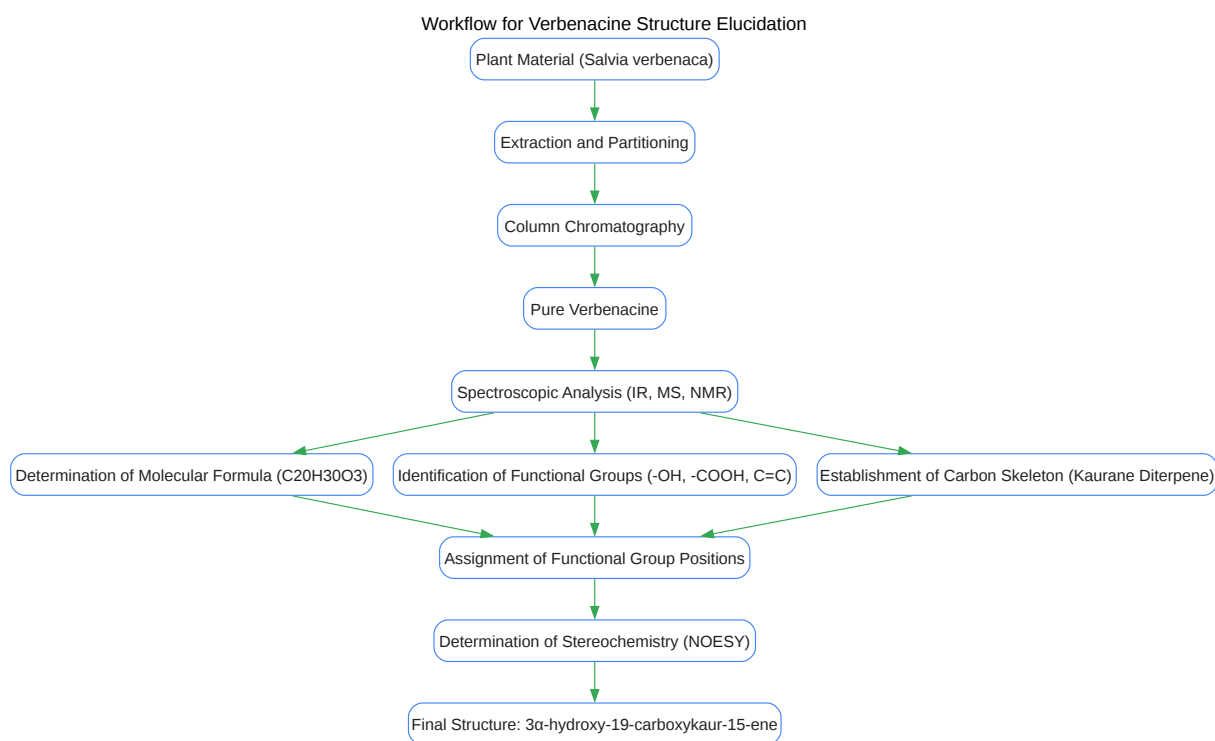 Workflow for Verbenacine Structure Elucidation
Plant Material (Salvia verbenaca)
Extraction and Partitioning
Column Chromatography
Pure Verbenacine
Spectroscopic Analysis (IR, MS, NMR)
Determination of Molecular Formula (C20H30O3)
Identification of Functional Groups (-OH, -COOH, C=C)
Establishment of Carbon Skeleton (Kaurane Diterpene)
Assignment of Functional Group Positions
Determination of Stereochemistry (NOESY)
Final Structure: 3α-hydroxy-19-carboxykaur-15-ene